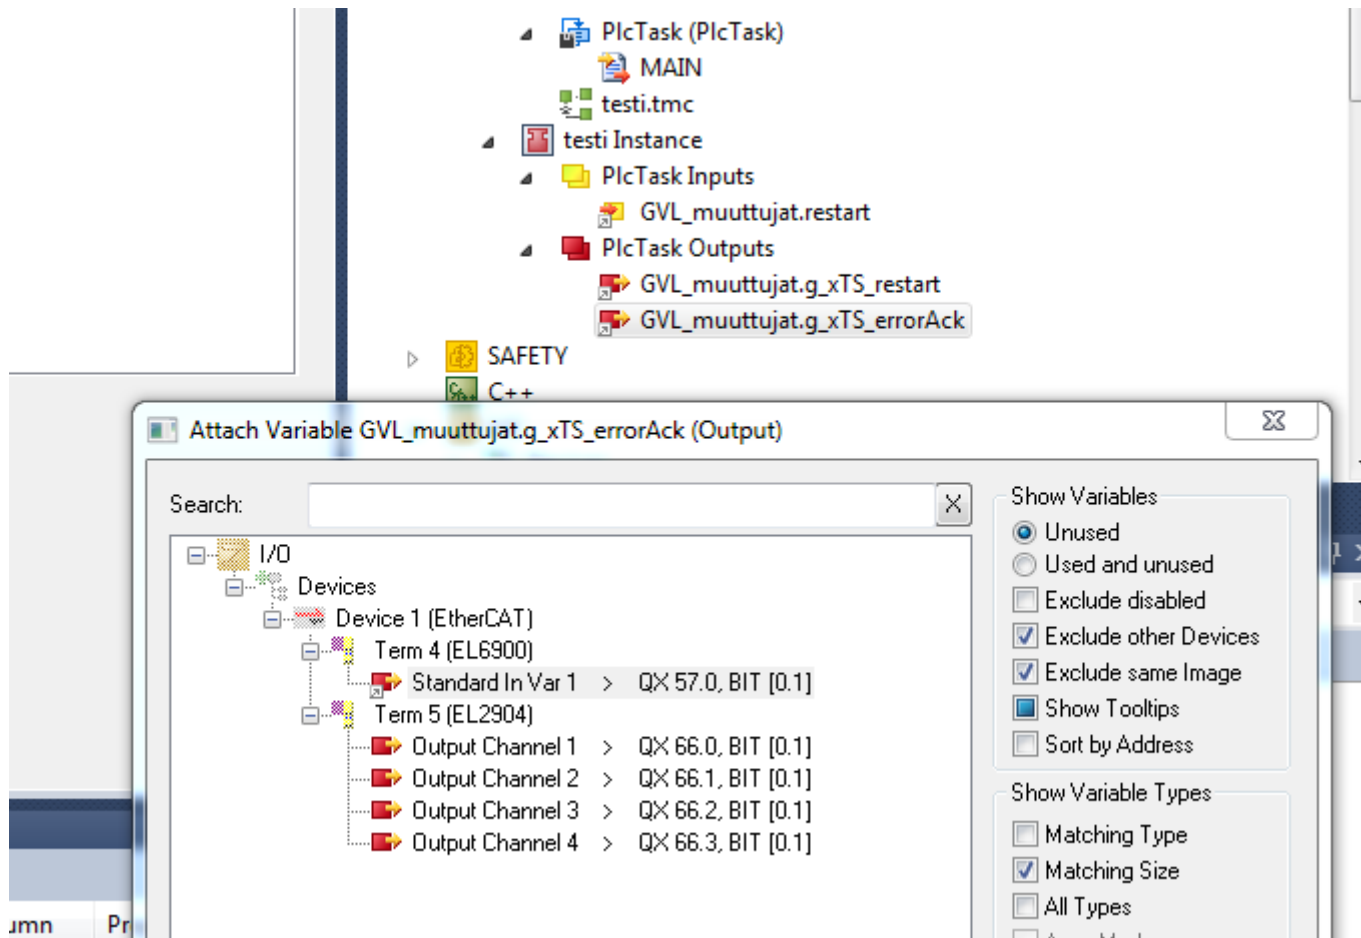 PlcTask (PlcTask)
MAIN
testi.tmc
testi Instance
PlcTask Inputs
GVL_muuttujat.restart
PlcTask Outputs
GVL_muuttujat.g_xTS_restart
GVL_muuttujat.g_xTS_errorAck
SAFETY
C++
Attach Variable GVL_muuttujat.g_xTS_errorAck (Output)
Search:
X
I/O
Devices
Device 1 (EtherCAT)
Term 4 (EL6900)
Standard In Var 1 > QX 57.0, BIT [0.1]
Term 5 (EL2904)
Output Channel 1 > QX 66.0, BIT [0.1]
Output Channel 2 > QX 66.1, BIT [0.1]
Output Channel 3 > QX 66.2, BIT [0.1]
Output Channel 4 > QX 66.3, BIT [0.1]
Show Variables
Unused
Used and unused
Exclude disabled
Exclude other Devices
Exclude same Image
Show Tooltips
Sort by Address
Show Variable Types
Matching Type
Matching Size
All Types